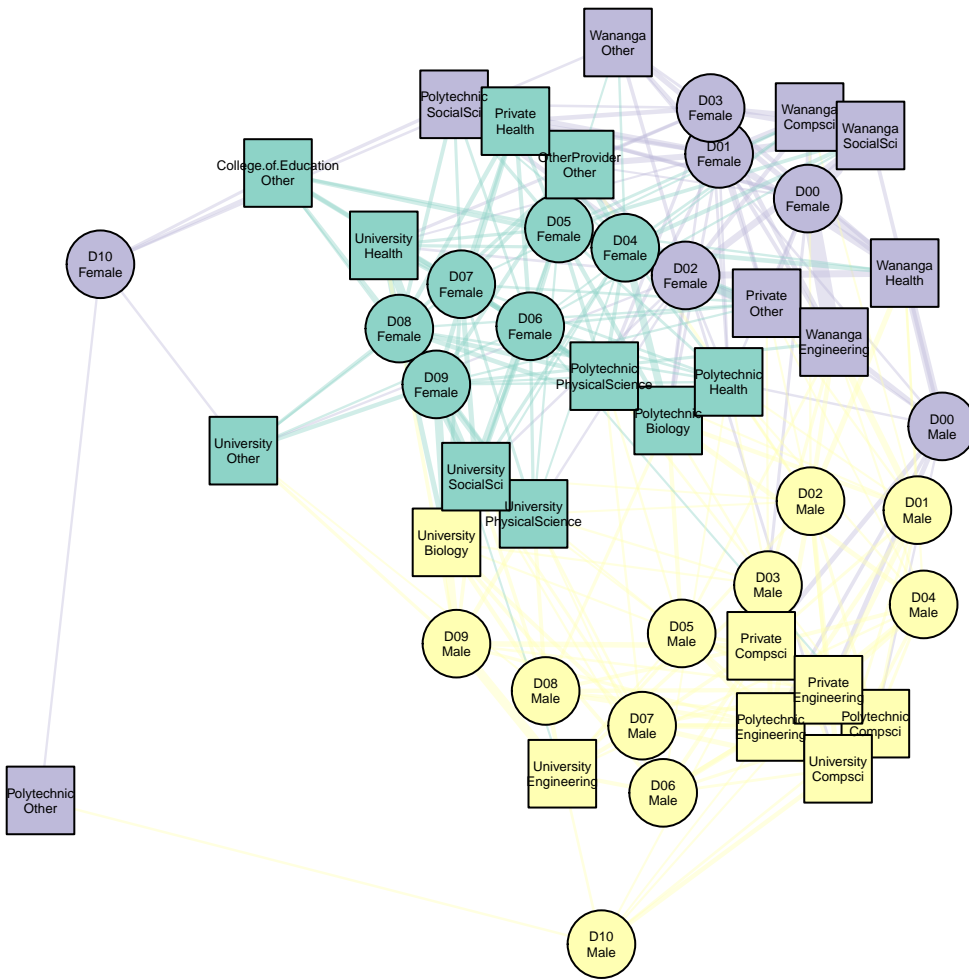 Wananga
Other
Polytechnic
SocialSci
Private
Health
D03
Female
Wananga
Compsci
Wananga
SocialSci
College.of.Education
Other
OtherProvider
Other
D01
Female
D00
Female
D10
Female
University
Health
D05
Female
D04
Female
D07
Female
D02
Female
Wananga
Health
Private
Other
D08
Female
D06
Female
Wananga
Engineering
D09
Female
Polytechnic
PhysicalScience
Polytechnic
Health
Polytechnic
Biology
D00
Male
University
Other
University
SocialSci
University
PhysicalScience
D02
Male
D01
Male
University
Biology
D03
Male
D04
Male
D09
Male
D05
Male
Private
Compsci
D08
Male
Private
Engineering
D07
Male
Polytechnic
Engineering
Polytechnic
Compsci
University
Engineering
University
Compsci
D06
Male
Polytechnic
Other
D10
Male